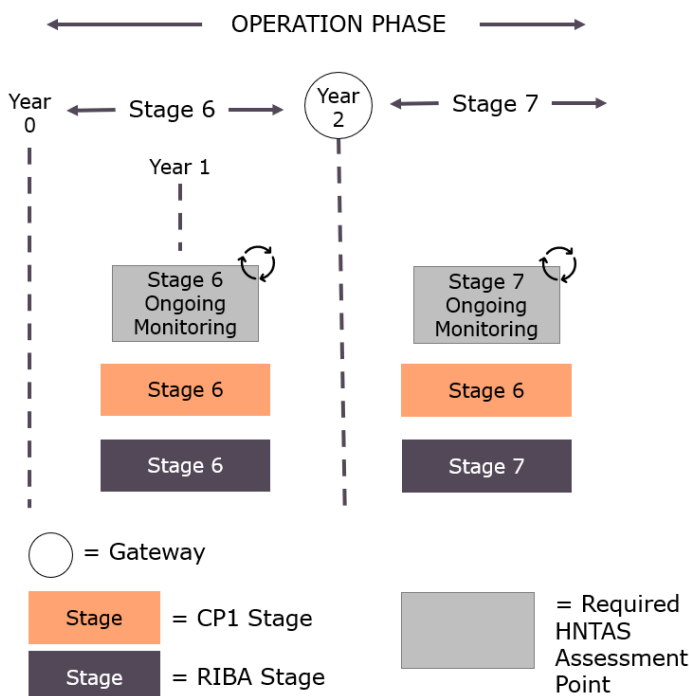 OPERATION PHASE
Year
0
Stage 6
Year
2
Stage 7
Year 1
Stage 6
Ongoing
Monitoring
Stage 7
Ongoing
Monitoring
Stage 6
Stage 6
Stage 6
Stage 7
= Gateway
Stage
= CP1 Stage
Stage
= RIBA Stage
= Required
HNTAS
Assessment
Point